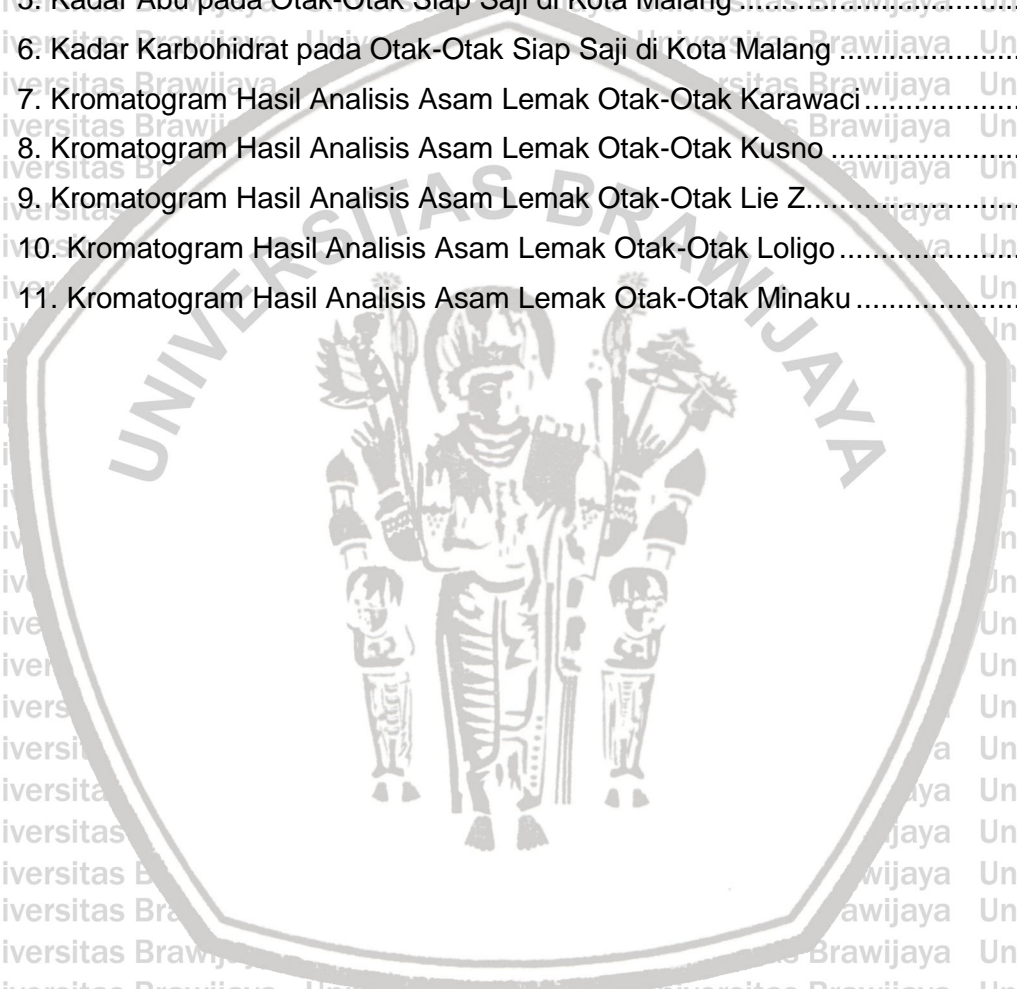 5. Kadar Abu pada Otak-Otak Siap Saji di Kota Malang ..............................
6. Kadar Karbohidrat pada Otak-Otak Siap Saji di Kota Malang ....................
7. Kromatogram Hasil Analisis Asam Lemak Otak-Otak Karawaci..................
8. Kromatogram Hasil Analisis Asam Lemak Otak-Otak Kusno .....................
9. Kromatogram Hasil Analisis Asam Lemak Otak-Otak Lie Z........................
10. Kromatogram Hasil Analisis Asam Lemak Otak-Otak Loligo ....................
11. Kromatogram Hasil Analisis Asam Lemak Otak-Otak Minaku ..................
UNIVERSITAS BRAWIJAYA